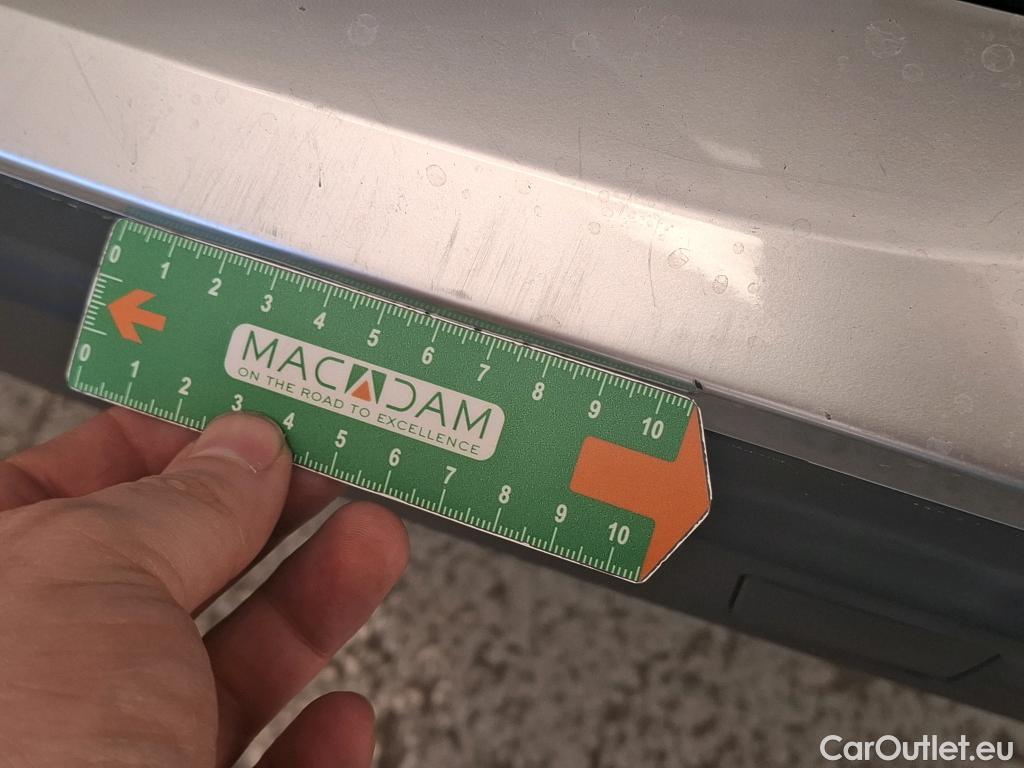 0 1 2 3 4 5 6 7 8 9 10
MACADAM
ON THE ROAD TO EXCELLENCE
0 1 2 3 4 5 6 7 8 9 10
CarOutlet.eu